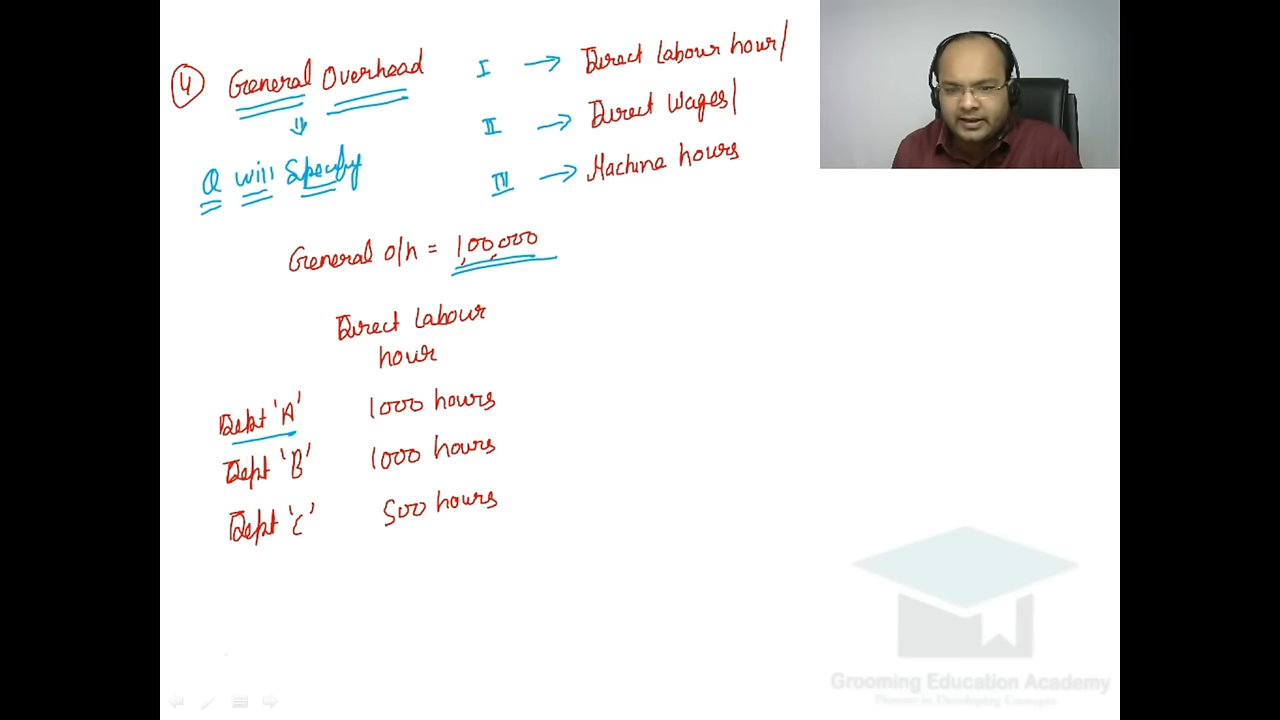 4 General Overhead
I → Direct Labour hour/
II → Direct Wages/
III → Machine hours
Q will Specify
General o/h = 1,00,000
Direct Labour
hour
Dept 'A' 1000 hours
Dept 'B' 1000 hours
Dept 'C' 500 hours
Grooming Education Academy